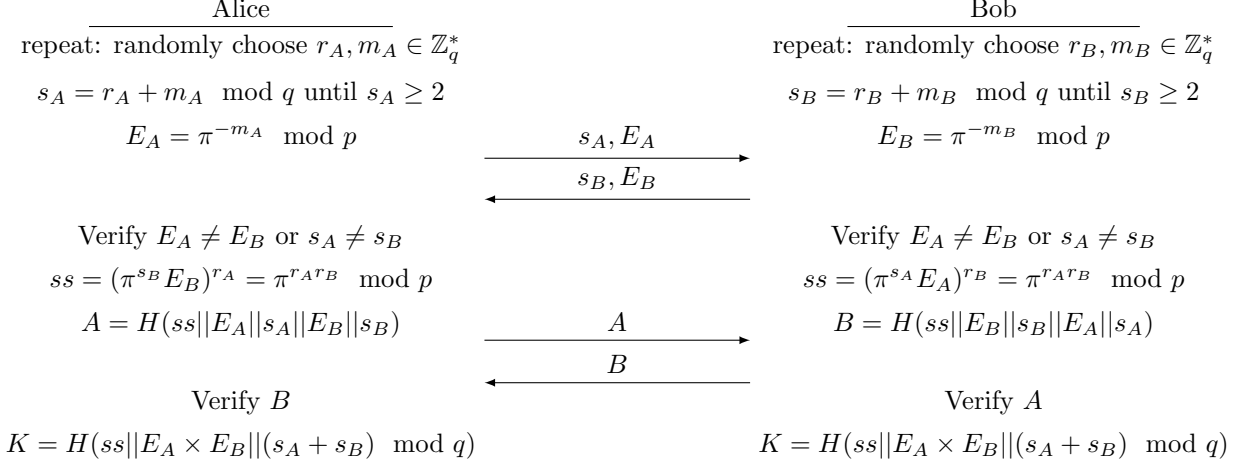 Alice
repeat: randomly choose r_A, m_A ∈ ℤ_q^*
s_A = r_A + m_A mod q until s_A ≥ 2
E_A = π^{-m_A} mod p
Bob
repeat: randomly choose r_B, m_B ∈ ℤ_q^*
s_B = r_B + m_B mod q until s_B ≥ 2
E_B = π^{-m_B} mod p
s_A, E_A
s_B, E_B
Verify E_A ≠ E_B or s_A ≠ s_B
ss = (π^{s_B} E_B)^{r_A} = π^{r_A r_B} mod p
A = H(ss||E_A||s_A||E_B||s_B)
Verify E_A ≠ E_B or s_A ≠ s_B
ss = (π^{s_A} E_A)^{r_B} = π^{r_A r_B} mod p
B = H(ss||E_B||s_B||E_A||s_A)
A
B
Verify B
K = H(ss||E_A × E_B||(s_A + s_B) mod q)
Verify A
K = H(ss||E_A × E_B||(s_A + s_B) mod q)